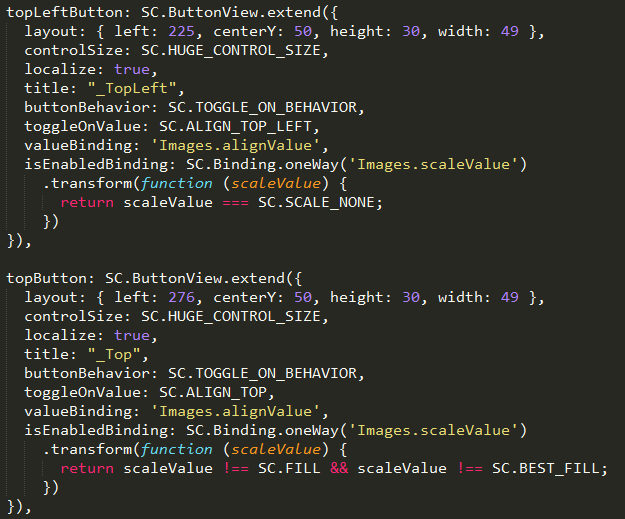 topLeftButton: SC.ButtonView.extend({
  layout: { left: 225, centerY: 50, height: 30, width: 49 },
  controlSize: SC.HUGE_CONTROL_SIZE,
  localize: true,
  title: "_TopLeft",
  buttonBehavior: SC.TOGGLE_ON_BEHAVIOR,
  toggleOnValue: SC.ALIGN_TOP_LEFT,
  valueBinding: 'Images.alignValue',
  isEnabledBinding: SC.Binding.oneWay('Images.scaleValue')
    .transform(function (scaleValue) {
      return scaleValue === SC.SCALE_NONE;
    })
}),

topButton: SC.ButtonView.extend({
  layout: { left: 276, centerY: 50, height: 30, width: 49 },
  controlSize: SC.HUGE_CONTROL_SIZE,
  localize: true,
  title: "_Top",
  buttonBehavior: SC.TOGGLE_ON_BEHAVIOR,
  toggleOnValue: SC.ALIGN_TOP,
  valueBinding: 'Images.alignValue',
  isEnabledBinding: SC.Binding.oneWay('Images.scaleValue')
    .transform(function (scaleValue) {
      return scaleValue !== SC.FILL && scaleValue !== SC.BEST_FILL;
    })
}),